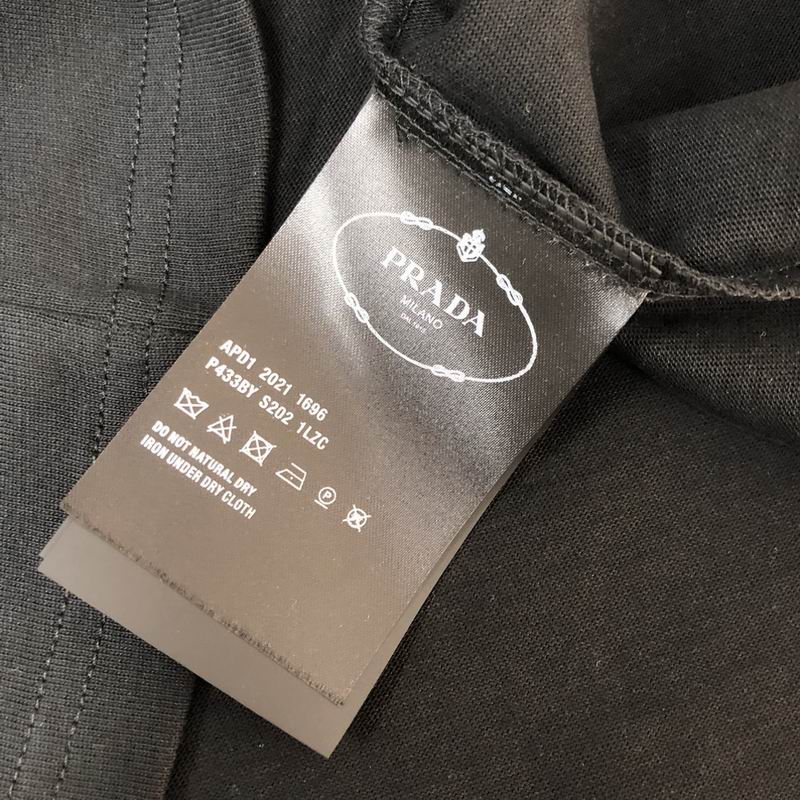 PRADA
MILANO
APD1 2021 1696
P433BY S202 1LZC
P
DO NOT NATURAL DRY
IRON UNDER DRY CLOTH